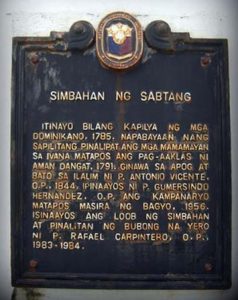 SIMBAHAN NG SABTANG
ITINAYO BILANG KAPILYA NG MGA
DOMINIKANO, 1785. NAPABAYAAN NANG
SAPILITANG PINALIPAT ANG MGA MAMAMAYAN
SA IVANA MATAPOS ANG PAG-AAKLAS NI
AMAN DANGAT, 1791. GINAWA SA APOG AT
BATO SA ILALIM NI P. ANTONIO VICENTE,
O.P., 1844. IPINAAYOS NI P. GUMERSINDO
HERNANDEZ, O.P. ANG KAMPANARYO
MATAPOS MASIRA NG BAGYO, 1956.
ISINAAYOS ANG LOOB NG SIMBAHAN
AT PINALITAN NG BUBONG NA YERO
NI P. RAFAEL CARPINTERO, O.P.,
1983-1984.